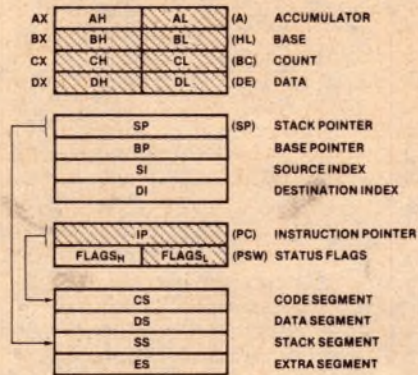 AX AH AL (A) ACCUMULATOR
BX BH BL (HL) BASE
CX CH CL (BC) COUNT
DX DH DL (DE) DATA
SP (SP) STACK POINTER
BP BASE POINTER
SI SOURCE INDEX
DI DESTINATION INDEX
IP (PC) INSTRUCTION POINTER
FLAGSH FLAGSL (PSW) STATUS FLAGS
CS CODE SEGMENT
DS DATA SEGMENT
SS STACK SEGMENT
ES EXTRA SEGMENT